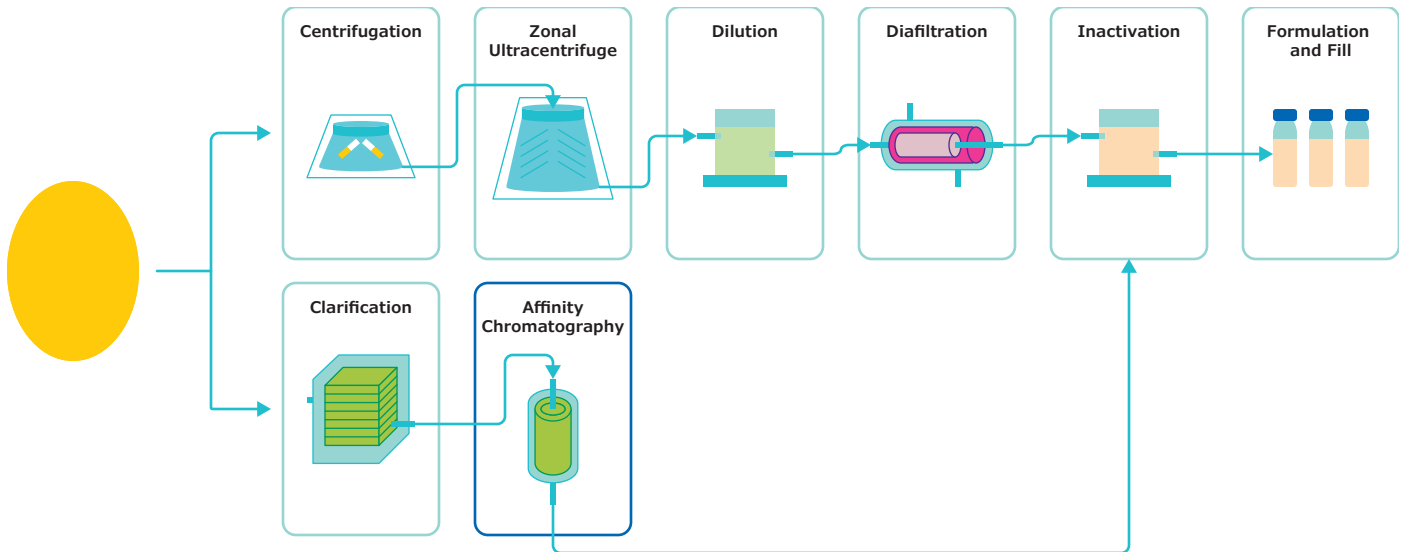 Centrifugation
Zonal
Ultracentrifuge
Dilution
Diafiltration
Inactivation
Formulation
and Fill
Clarification
Affinity
Chromatography